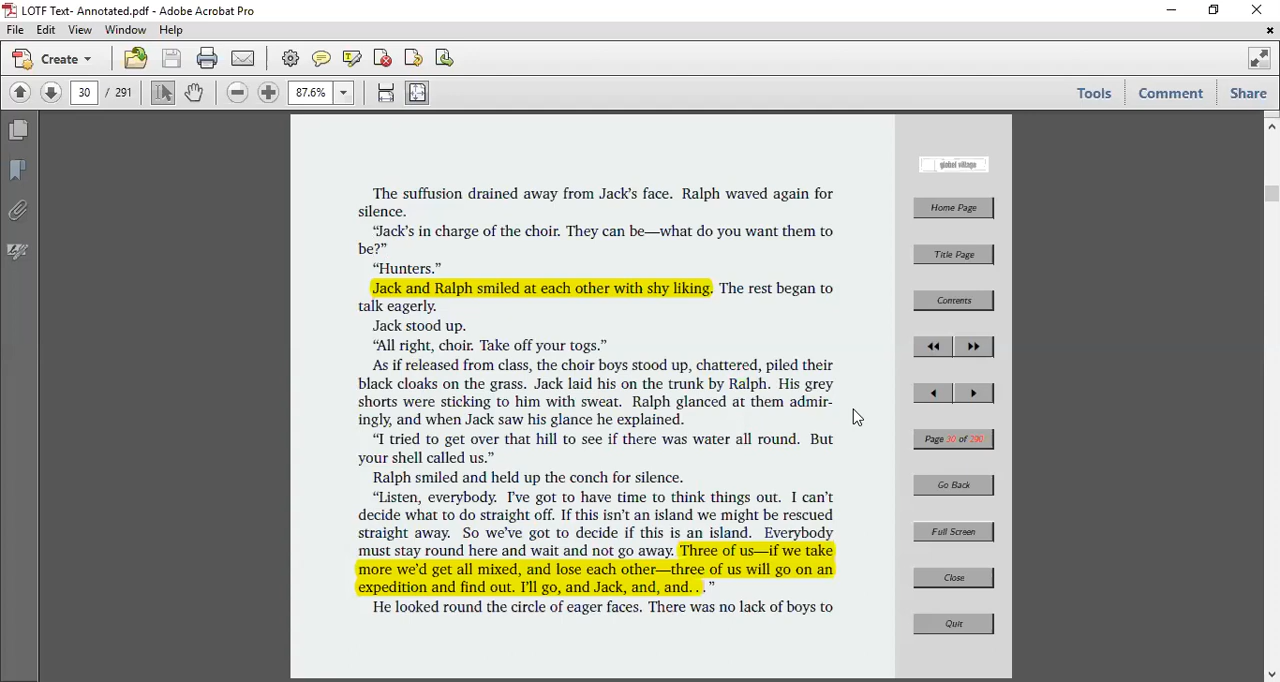 LOTF Text- Annotated.pdf - Adobe Acrobat Pro
File Edit View Window Help
Create
30 / 291 87.6% Tools Comment Share
global village
The suffusion drained away from Jack's face. Ralph waved again for
silence.
Home Page
“Jack's in charge of the choir. They can be—what do you want them to
be?”
Title Page
“Hunters.”
Jack and Ralph smiled at each other with shy liking. The rest began to
talk eagerly.
Contents
Jack stood up.
“All right, choir. Take off your togs.”
As if released from class, the choir boys stood up, chattered, piled their
black cloaks on the grass. Jack laid his on the trunk by Ralph. His grey
shorts were sticking to him with sweat. Ralph glanced at them admir-
ingly, and when Jack saw his glance he explained.
“I tried to get over that hill to see if there was water all round. But
your shell called us.”
Page 30 of 290
Ralph smiled and held up the conch for silence.
Go Back
“Listen, everybody. I've got to have time to think things out. I can't
decide what to do straight off. If this isn't an island we might be rescued
straight away. So we've got to decide if this is an island. Everybody
must stay round here and wait and not go away. Three of us—if we take
more we'd get all mixed, and lose each other—three of us will go on an
expedition and find out. I'll go, and Jack, and, and. . .”
Full Screen
Close
He looked round the circle of eager faces. There was no lack of boys to
Quit